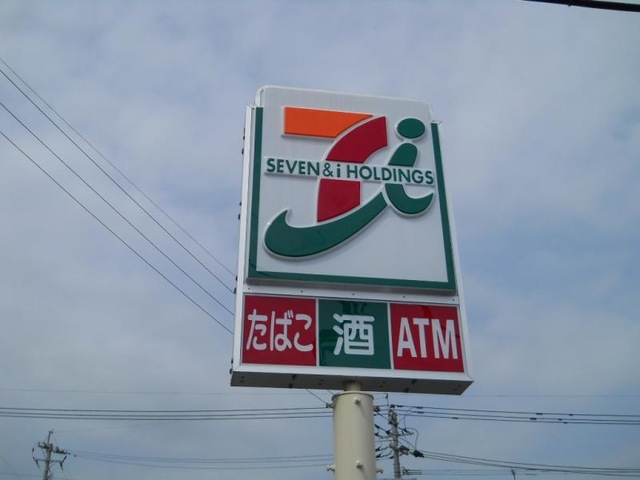 SEVEN & i HOLDINGS
たばこ 酒 ATM